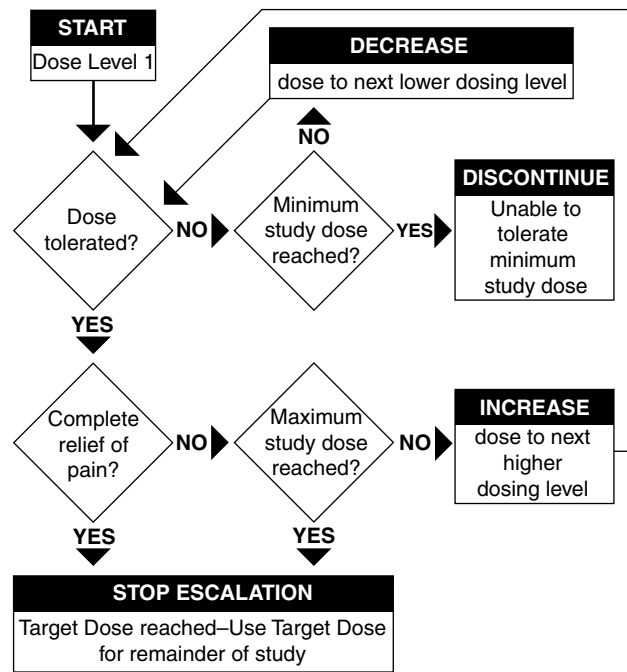 START
Dose Level 1
DECREASE
dose to next lower dosing level
NO
Dose
tolerated?
NO
Minimum
study dose
reached?
YES
DISCONTINUE
Unable to
tolerate
minimum
study dose
YES
Complete
relief of
pain?
NO
Maximum
study dose
reached?
NO
INCREASE
dose to next
higher
dosing level
YES
YES
STOP ESCALATION
Target Dose reached–Use Target Dose
for remainder of study